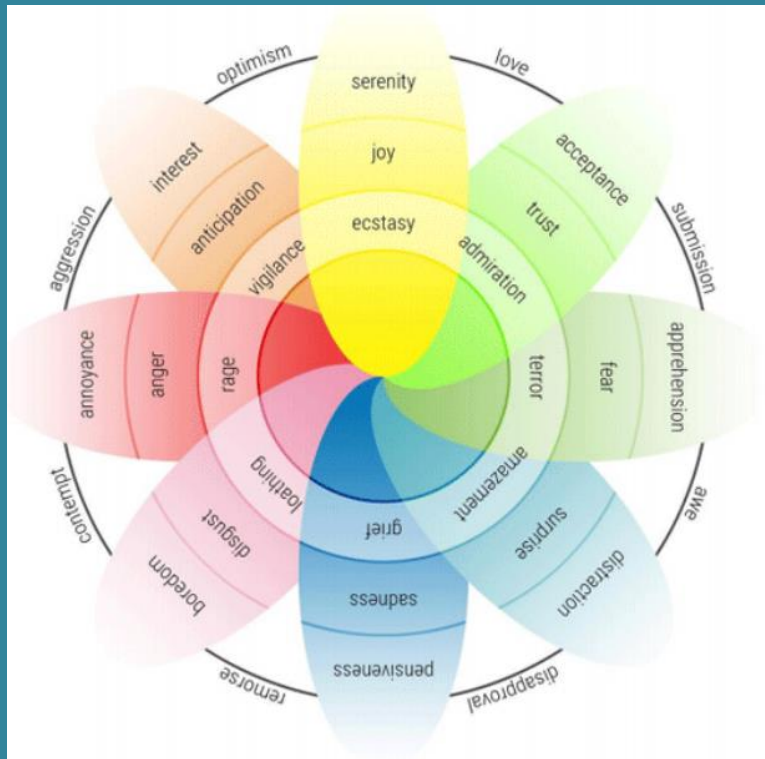 optimism
love
serenity
interest
joy
acceptance
anticipation
trust
ecstasy
aggression
vigilance
admiration
submission
annoyance
anger
rage
terror
fear
apprehension
contempt
loathing
amazement
awe
disgust
grief
surprise
boredom
sadness
distraction
remorse
pensiveness
disapproval